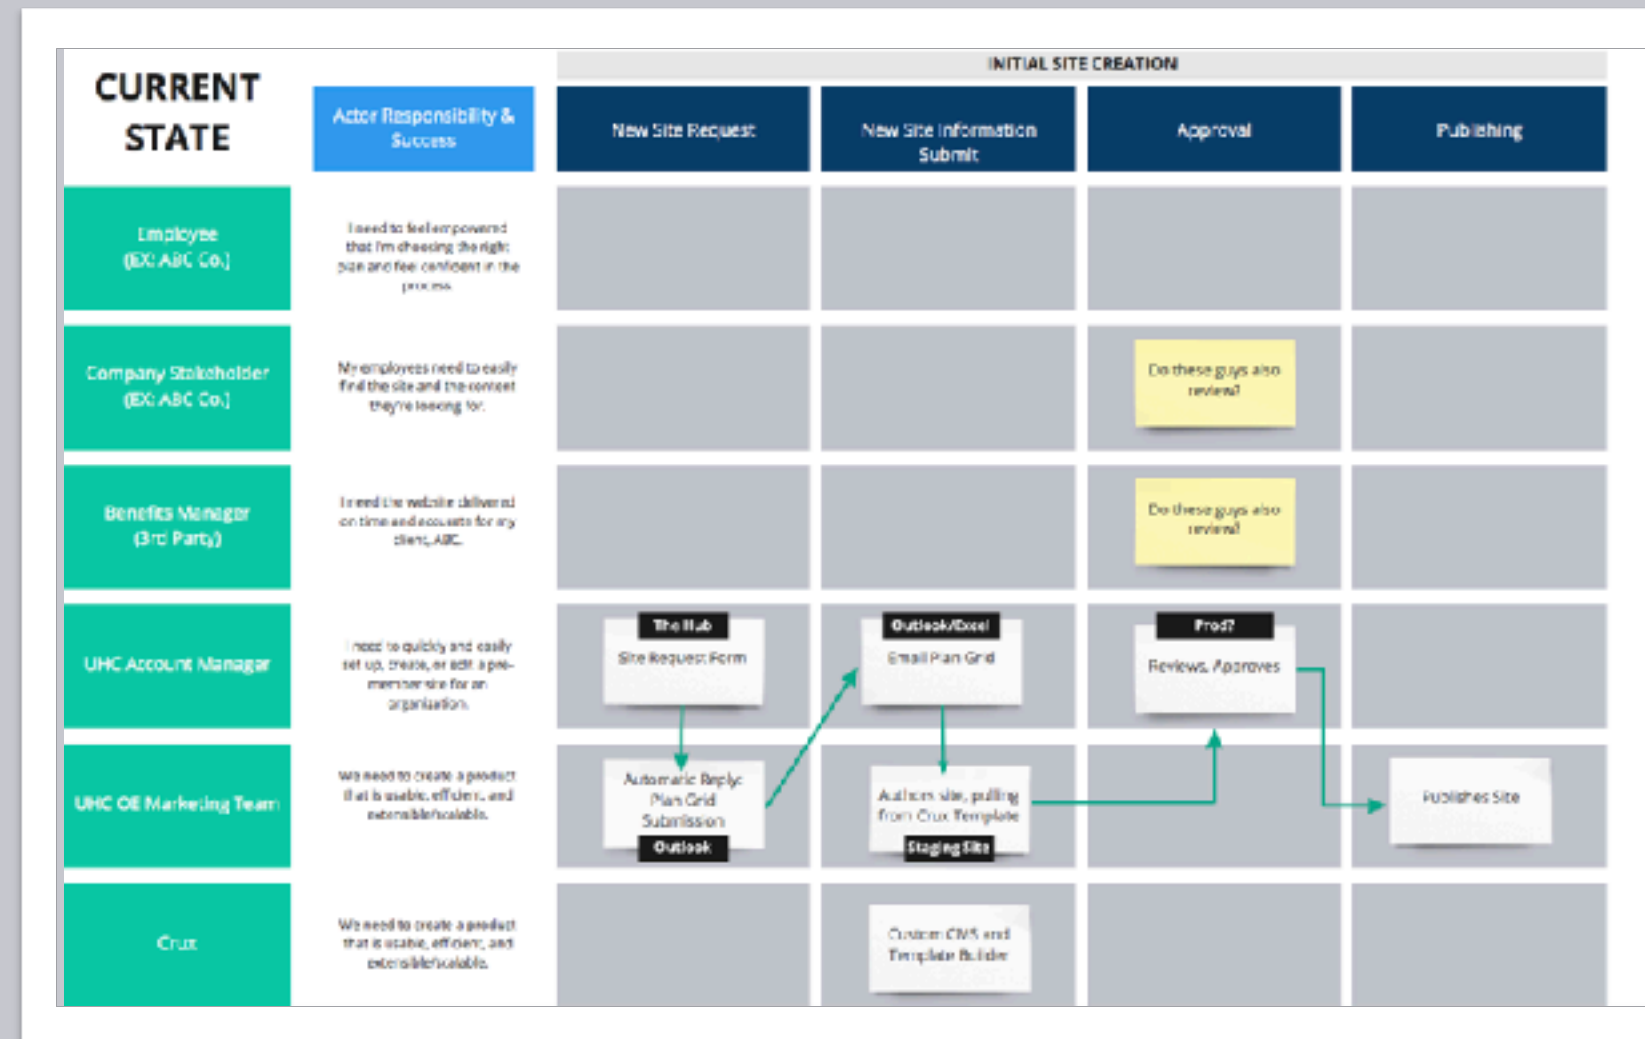 INITIAL SITE CREATION
CURRENT
STATE
Actor Responsibility &
Success
New Site Request
New Site Information
Submit
Approval
Publishing
Employee
(EX: ABC Co.)
I need to feel empowered
that I'm choosing the right
plan and feel confident in the
process.
Company Stakeholder
(EX: ABC Co.)
My employees need to easily
find the site and the content
they're looking for.
Do these guys also
review?
Benefits Manager
(3rd Party)
I need the website delivered
on time and accurate for my
client, ABC.
Do these guys also
review?
UHC Account Manager
I need to quickly and easily
set up, create, or edit a pre-
member site for an
organization.
The Hub
Site Request Form
Outlook/Excel
Email Plan Grid
Prod?
Reviews, Approves
UHC OE Marketing Team
We need to create a product
that is usable, efficient, and
extensible/scalable.
Automatic Reply:
Plan Grid
Submission
Outlook
Authors site, pulling
from Crux Template
Staging Site
Publishes Site
Crux
We need to create a product
that is usable, efficient, and
extensible/scalable.
Custom CMS and
Template Builder